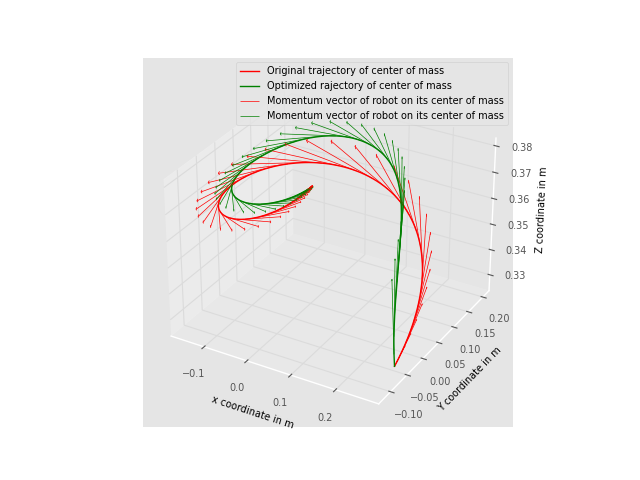 Original trajectory of center of mass
Optimized rajectory of center of mass
Momentum vector of robot on its center of mass
Momentum vector of robot on its center of mass
0.38
0.37
0.36
0.35
0.34
0.33
Z coordinate in m
0.20
0.15
0.10
0.05
0.00
−0.05
−0.10
Y coordinate in m
−0.1
0.0
0.1
0.2
x coordinate in m